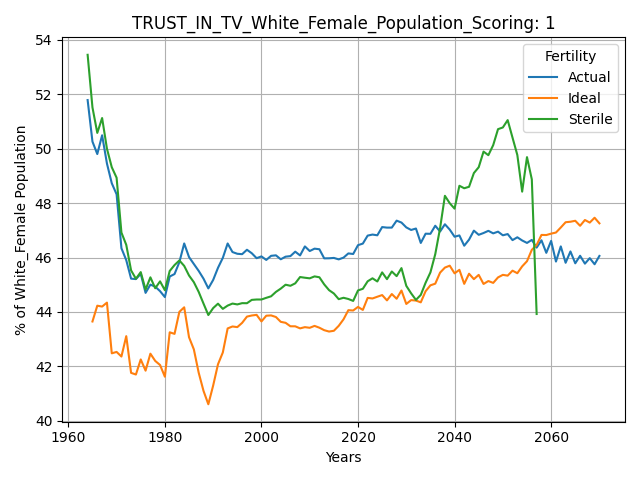 TRUST_IN_TV_White_Female_Population_Scoring: 1
54
52
50
48
46
44
42
40
% of White_Female Population
Fertility
Actual
Ideal
Sterile
1960
1980
2000
2020
2040
2060
Years